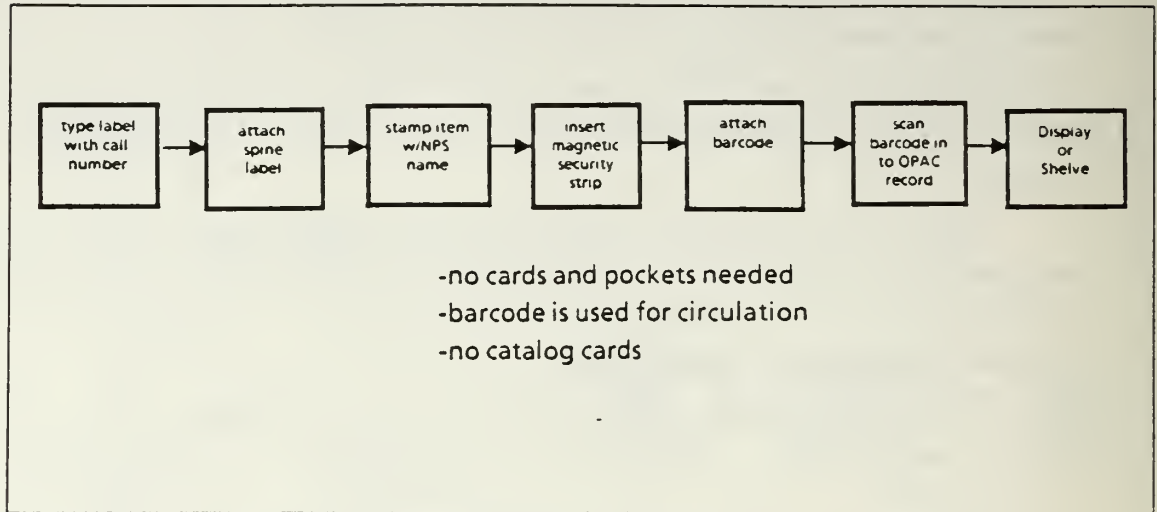 type label
with call
number
attach
spine
label
stamp item
w/NPS
name
insert
magnetic
security
strip
attach
barcode
scan
barcode in
to OPAC
record
Display
or
Shelve
-no cards and pockets needed
-barcode is used for circulation
-no catalog cards